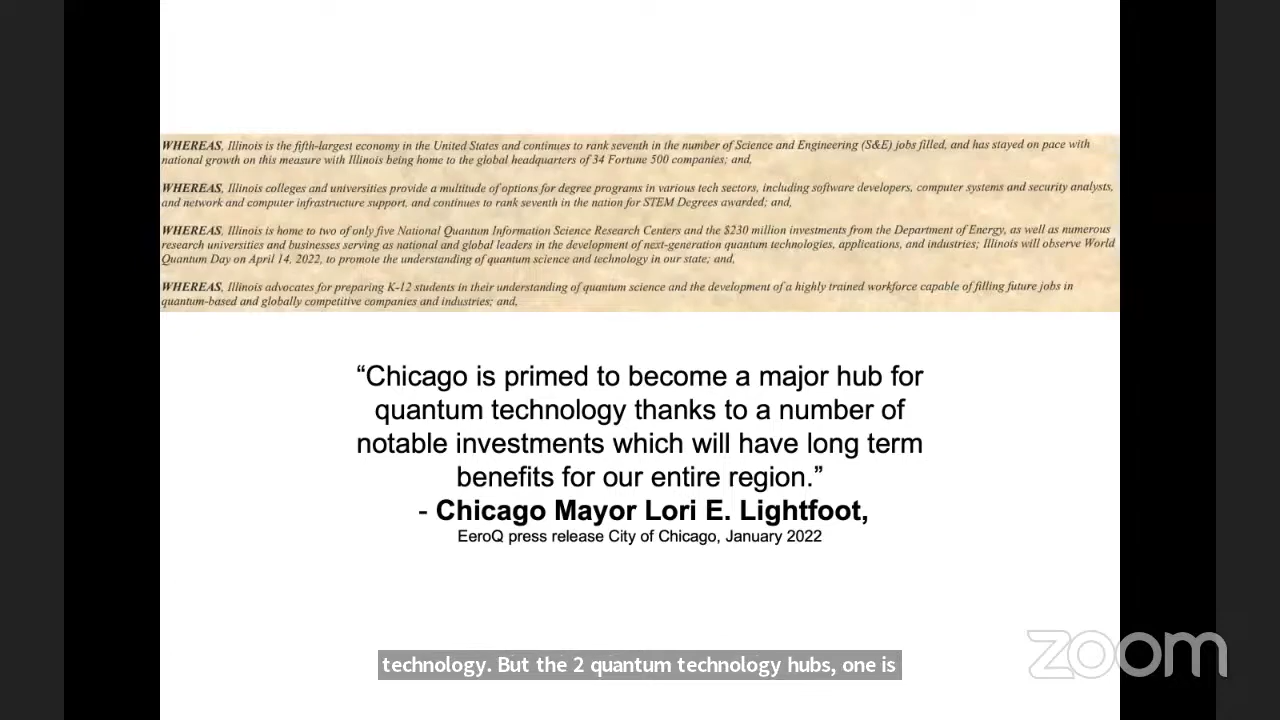 WHEREAS, Illinois is the fifth-largest economy in the United States and continues to rank seventh in the number of Science and Engineering (S&E) jobs filled, and has stayed on pace with
national growth on this measure with Illinois being home to the global headquarters of 34 Fortune 500 companies; and,
WHEREAS, Illinois colleges and universities provide a multitude of options for degree programs in various tech sectors, including software developers, computer systems and security analysts,
and network and computer infrastructure support, and continues to rank seventh in the nation for STEM Degrees awarded; and,
WHEREAS, Illinois is home to two of only five National Quantum Information Science Research Centers and the $230 million investments from the Department of Energy, as well as numerous
research universities and businesses serving as national and global leaders in the development of next-generation quantum technologies, applications, and industries; Illinois will observe World
Quantum Day on April 14, 2022, to promote the understanding of quantum science and technology in our state; and,
WHEREAS, Illinois advocates for preparing K-12 students in their understanding of quantum science and the development of a highly trained workforce capable of filling future jobs in
quantum-based and globally competitive companies and industries; and,
“Chicago is primed to become a major hub for
quantum technology thanks to a number of
notable investments which will have long term
benefits for our entire region.”
- Chicago Mayor Lori E. Lightfoot,
EeroQ press release City of Chicago, January 2022
technology. But the 2 quantum technology hubs, one is
zoom